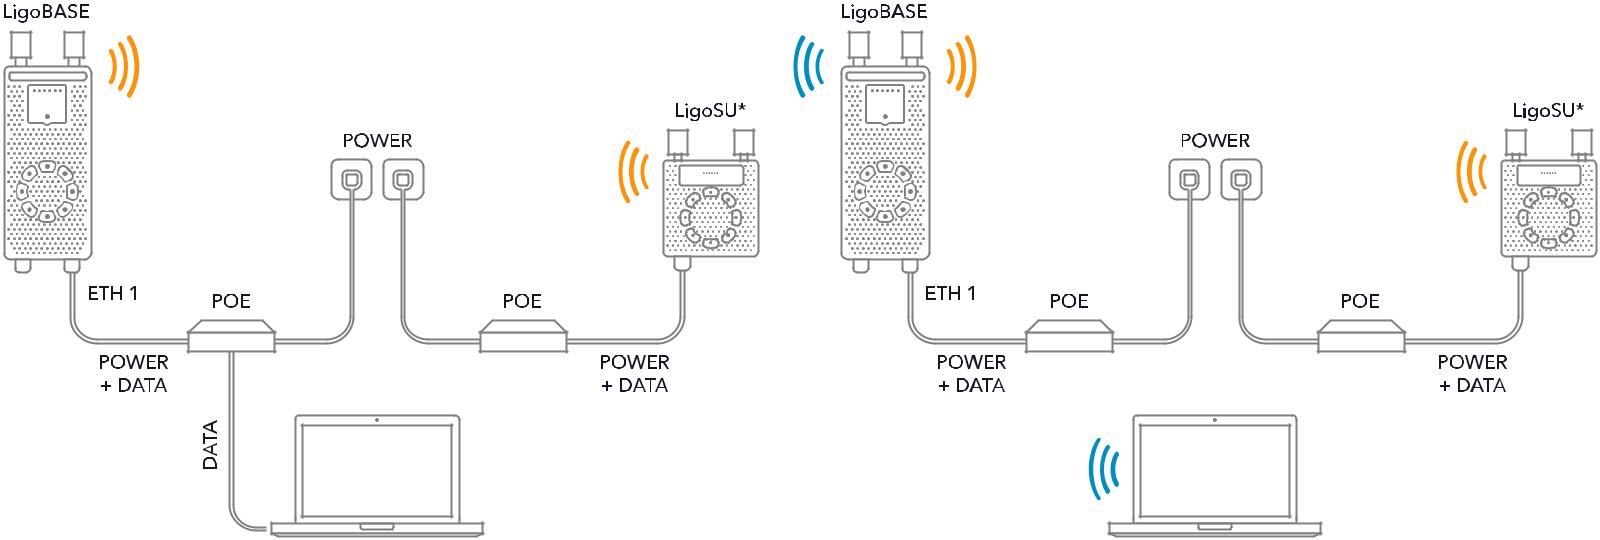 LigoBASE
LigoSU*
POWER
ETH 1
POE
POE
POWER
+ DATA
POWER
+ DATA
DATA
LigoBASE
LigoSU*
POWER
ETH 1
POE
POE
POWER
+ DATA
POWER
+ DATA